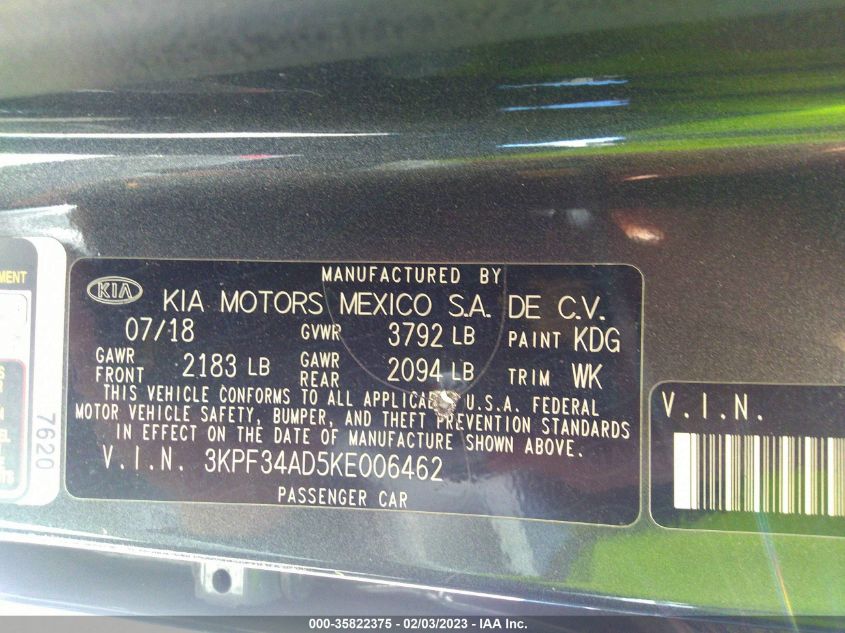 MENT
7620
MANUFACTURED BY
KIA KIA MOTORS MEXICO S.A. DE C.V.
07/18 GVWR 3792 LB PAINT KDG
GAWR FRONT 2183 LB GAWR REAR 2094 LB TRIM WK
THIS VEHICLE CONFORMS TO ALL U.S.A. FEDERAL
MOTOR VEHICLE SAFETY, BUMPER, AND THEFT PREVENTION STANDARDS
IN EFFECT ON THE DATE OF MANUFACTURE SHOWN ABOVE.
V.I.N. 3KPF34AD5KE006462
PASSENGER CAR
V.I.N.
000-35822375 - 02/03/2023 - IAA, Inc.